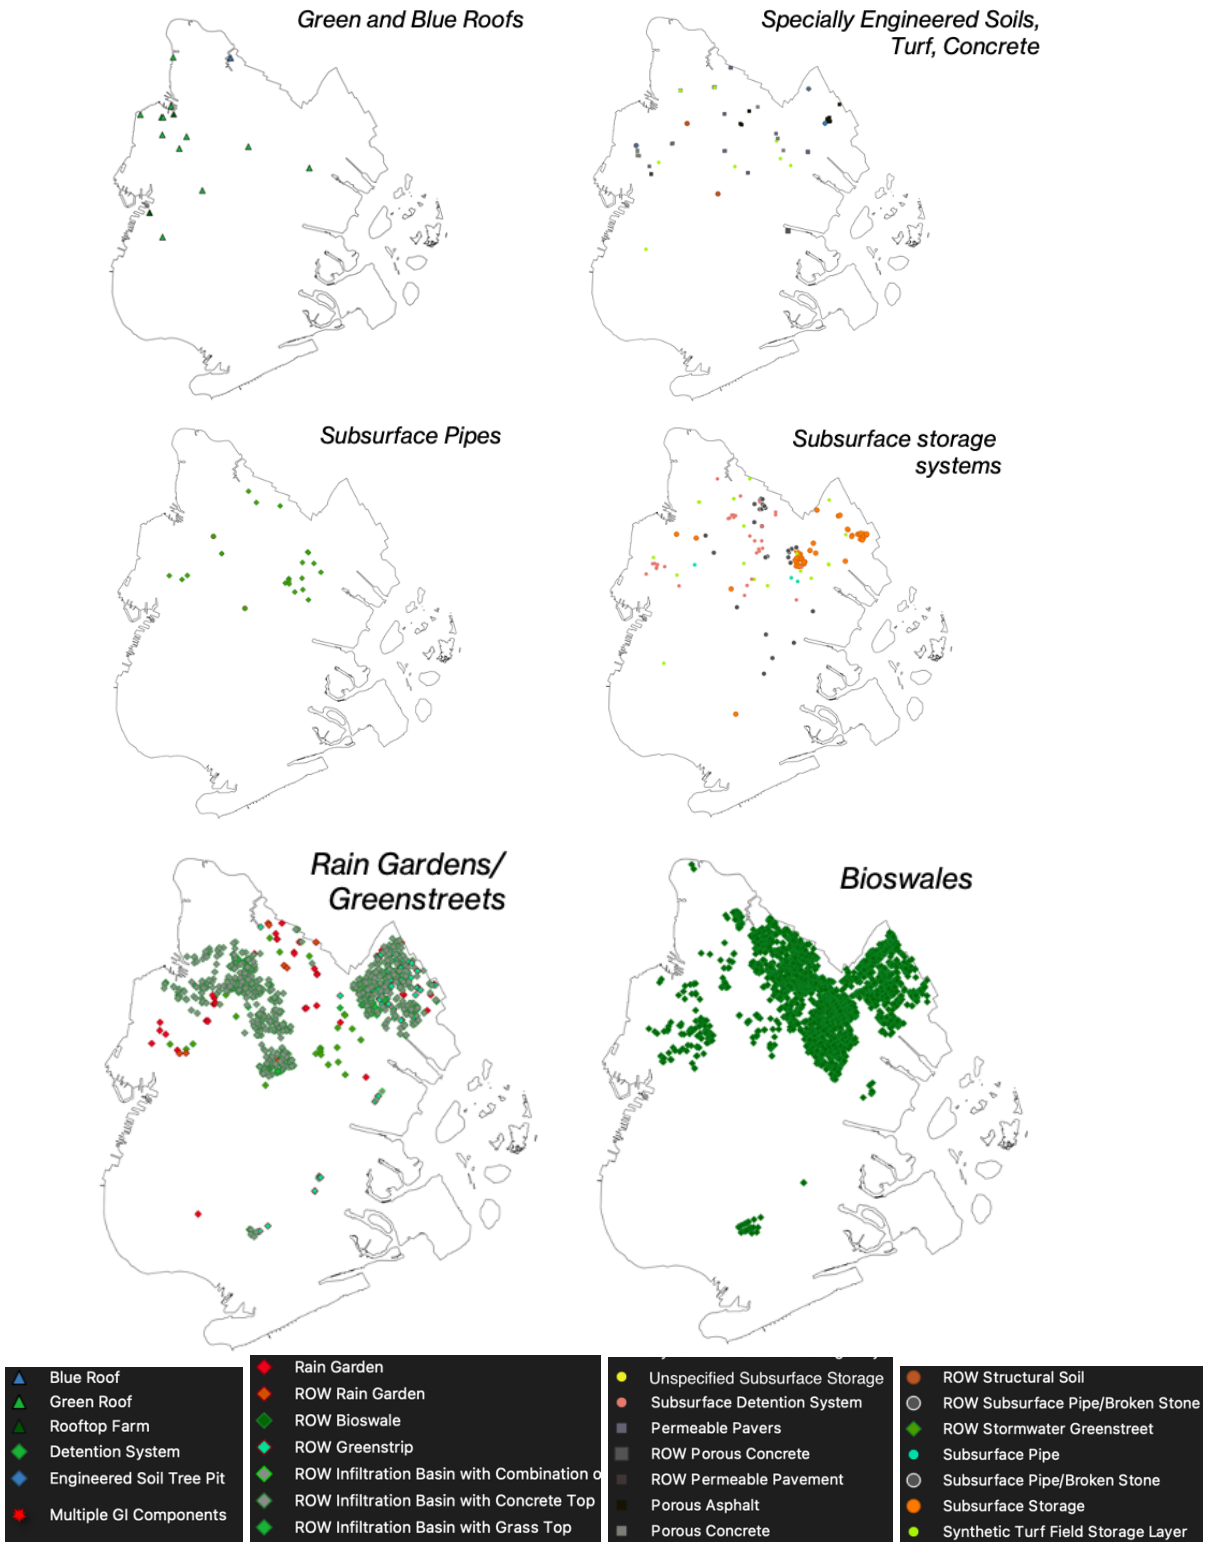 Green and Blue Roofs
Specially Engineered Soils,
Turf, Concrete
Subsurface Pipes
Subsurface storage
systems
Rain Gardens/
Greenstreets
Bioswales
Blue Roof
Green Roof
Rooftop Farm
Detention System
Engineered Soil Tree Pit
Multiple GI Components
Rain Garden
ROW Rain Garden
ROW Bioswale
ROW Greenstrip
ROW Infiltration Basin with Combination o
ROW Infiltration Basin with Concrete Top
ROW Infiltration Basin with Grass Top
Unspecified Subsurface Storage
Subsurface Detention System
Permeable Pavers
ROW Porous Concrete
ROW Permeable Pavement
Porous Asphalt
Porous Concrete
ROW Structural Soil
ROW Subsurface Pipe/Broken Stone
ROW Stormwater Greenstreet
Subsurface Pipe
Subsurface Pipe/Broken Stone
Subsurface Storage
Synthetic Turf Field Storage Layer